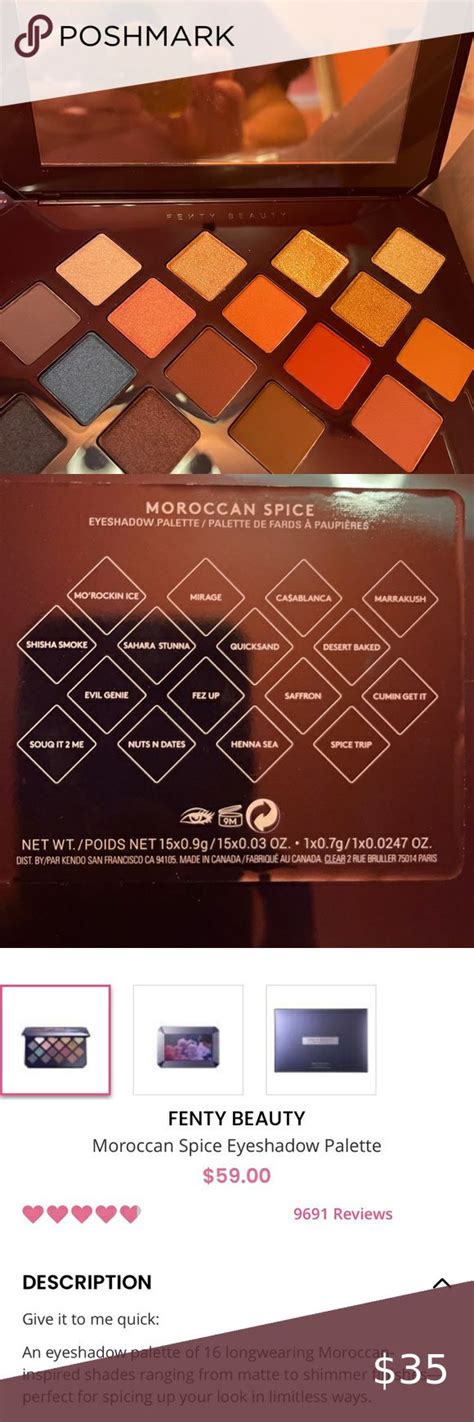 POSHMARK
FENTY BEAUTY
MOROCCAN SPICE
EYESHADOW PALETTE / PALETTE DE FARDS À PAUPIÈRES
MO'ROCKIN ICE
MIRAGE
CASABLANCA
MARRAKUSH
SHISHA SMOKE
SAHARA STUNNA
QUICKSAND
DESERT BAKED
EVIL GENIE
FEZ UP
SAFFRON
CUMIN GET IT
SOUQ IT 2 ME
NUTS N DATES
HENNA SEA
SPICE TRIP
9M
NET WT./POIDS NET 15x0.9g/15x0.03 OZ. • 1x0.7g/1x0.0247 OZ.
DIST. BY/PAR KENDO SAN FRANCISCO CA 94105. MADE IN CANADA/FABRIQUÉ AU CANADA. CLEAR 2 RUE BRULLER 75014 PARIS
FENTY BEAUTY
Moroccan Spice Eyeshadow Palette
$59.00
9691 Reviews
DESCRIPTION
Give it to me quick:
An eyeshadow palette of 16 longwearing Moroccan-
inspired shades ranging from matte to shimmer
$35
perfect for spicing up your look in limitless ways.